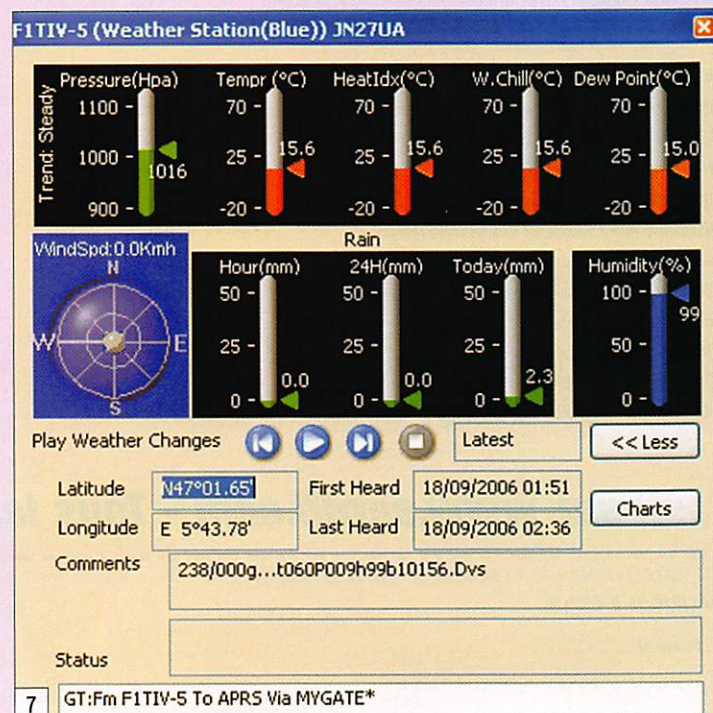 F1TIV-5 (Weather Station(Blue)) JN27UA
Pressure(Hpa) Tempr (°C) HeatIdx(°C) W.Chill(°C) Dew Point(°C)
Trend: Steady
1100 - 70 - 70 - 70 - 70 -
1000 - 1016 25 - 15.6 25 - 15.6 25 - 15.6 25 - 15.0
900 - -20 - -20 - -20 - -20 -
WindSpd:0.0Kmh
N
W E
S
Rain
Hour(mm) 24H(mm) Today(mm) Humidity(%)
50 - 50 - 50 - 100 - 99
25 - 25 - 25 - 50 -
0.0 0.0 2.3
0 - 0 - 0 - 0 -
Play Weather Changes Latest << Less
Latitude N47°01.65' First Heard 18/09/2006 01:51
Charts
Longitude E 5°43.78' Last Heard 18/09/2006 02:36
Comments 238/000g...t060P009h99b10156.Dvs
Status
7 GT:Fm F1TIV-5 To APRS Via MYGATE*